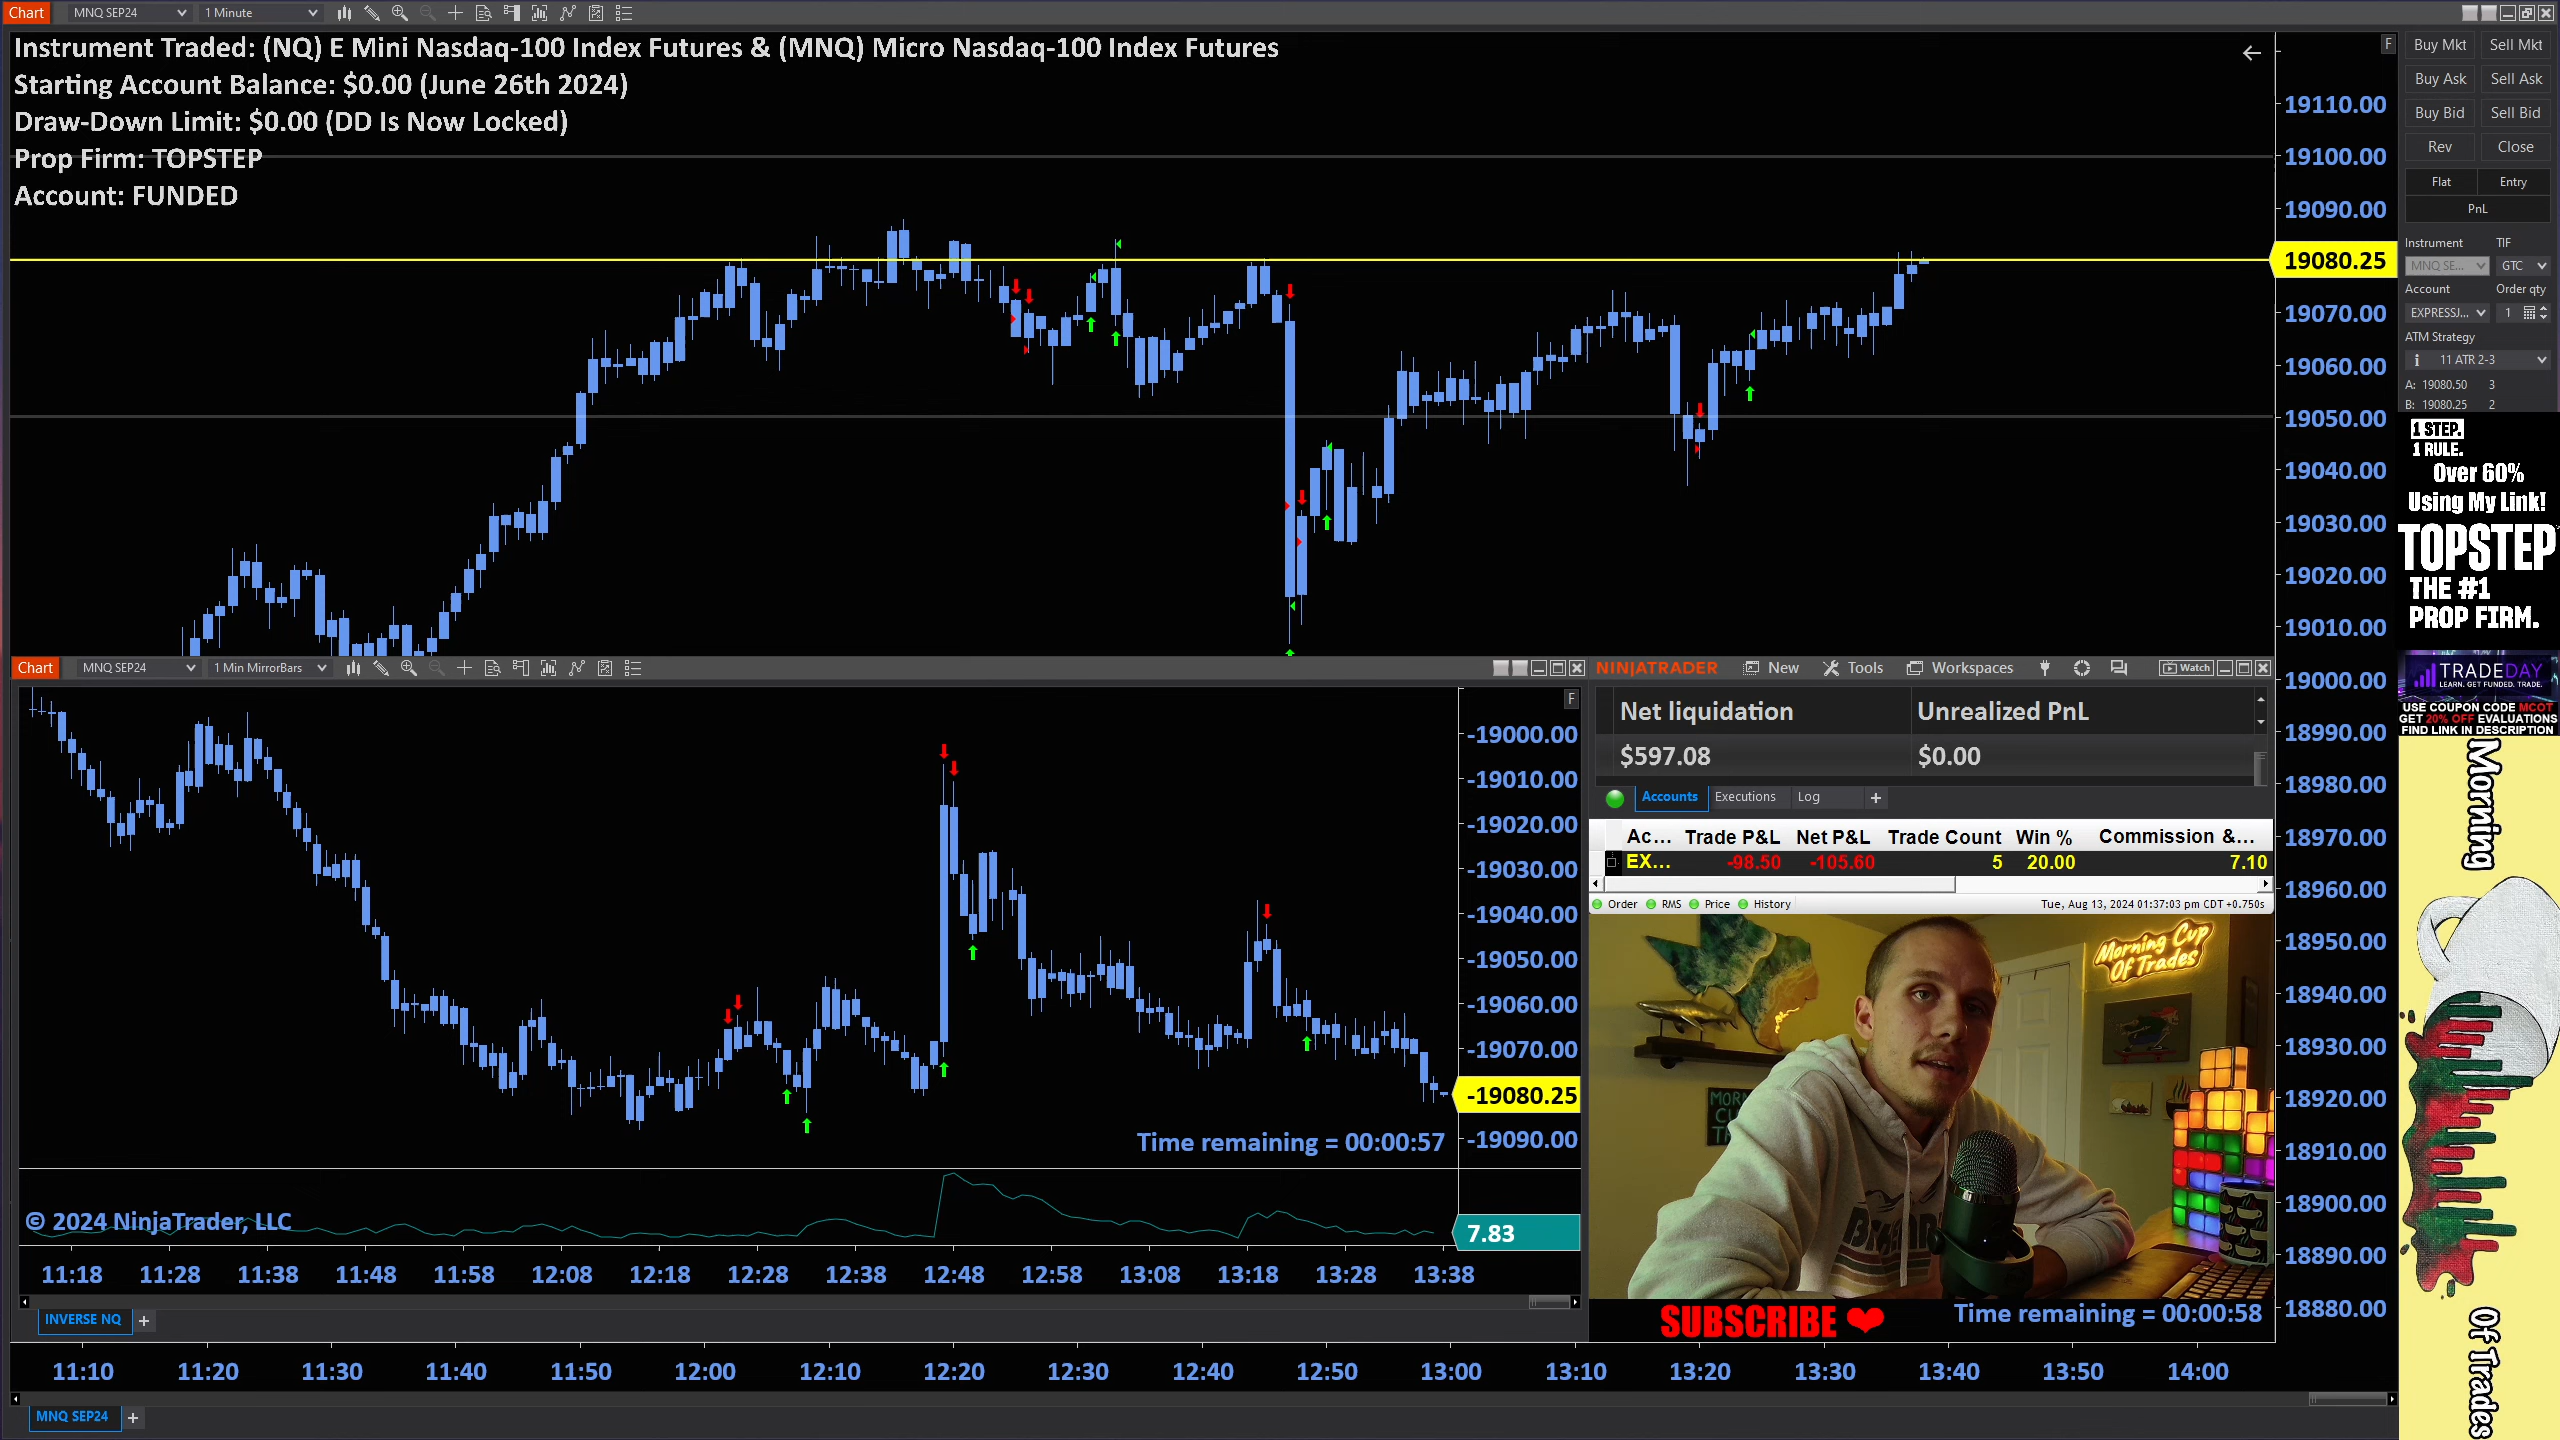 Chart MNQ SEP24 1 Minute
Instrument Traded: (NQ) E Mini Nasdaq-100 Index Futures & (MNQ) Micro Nasdaq-100 Index Futures
Starting Account Balance: $0.00 (June 26th 2024)
Draw-Down Limit: $0.00 (DD Is Now Locked)
Prop Firm: TOPSTEP
Account: FUNDED
F
19110.00
19100.00
19090.00
19080.25
19070.00
19060.00
19050.00
19040.00
19030.00
19020.00
19010.00
19000.00
18990.00
18980.00
18970.00
18960.00
18950.00
18940.00
18930.00
18920.00
18910.00
18900.00
18890.00
18880.00
Buy Mkt Sell Mkt
Buy Ask Sell Ask
Buy Bid Sell Bid
Rev Close
Flat Entry
PnL
Instrument TIF
MNQ SE... GTC
Account Order qty
EXPRESSJ... 1
ATM Strategy
11 ATR 2-3
A: 19080.50 3
B: 19080.25 2
1 STEP.
1 RULE.
Over 60%
Using My Link!
TOPSTEP
THE #1
PROP FIRM.
TRADEDAY
LEARN. GET FUNDED. TRADE.
USE COUPON CODE MCOT
GET 20% OFF EVALUATIONS
FIND LINK IN DESCRIPTION
Morning
Of Trades
Chart MNQ SEP24 1 Min MirrorBars
F
-19000.00
-19010.00
-19020.00
-19030.00
-19040.00
-19050.00
-19060.00
-19070.00
-19080.25
-19090.00
Time remaining = 00:00:57
© 2024 NinjaTrader, LLC
7.83
11:18 11:28 11:38 11:48 11:58 12:08 12:18 12:28 12:38 12:48 12:58 13:08 13:18 13:28 13:38
INVERSE NQ +
NINJATRADER New Tools Workspaces Watch
Net liquidation Unrealized PnL
$597.08 $0.00
Accounts Executions Log +
Ac... Trade P&L Net P&L Trade Count Win % Commission &...
EX... -98.50 -105.60 5 20.00 7.10
Order RMS Price History Tue, Aug 13, 2024 01:37:03 pm CDT +0.750s
Morning Cup
Of Trades
SUBSCRIBE ❤ Time remaining = 00:00:58
11:10 11:20 11:30 11:40 11:50 12:00 12:10 12:20 12:30 12:40 12:50 13:00 13:10 13:20 13:30 13:40 13:50 14:00
MNQ SEP24 +